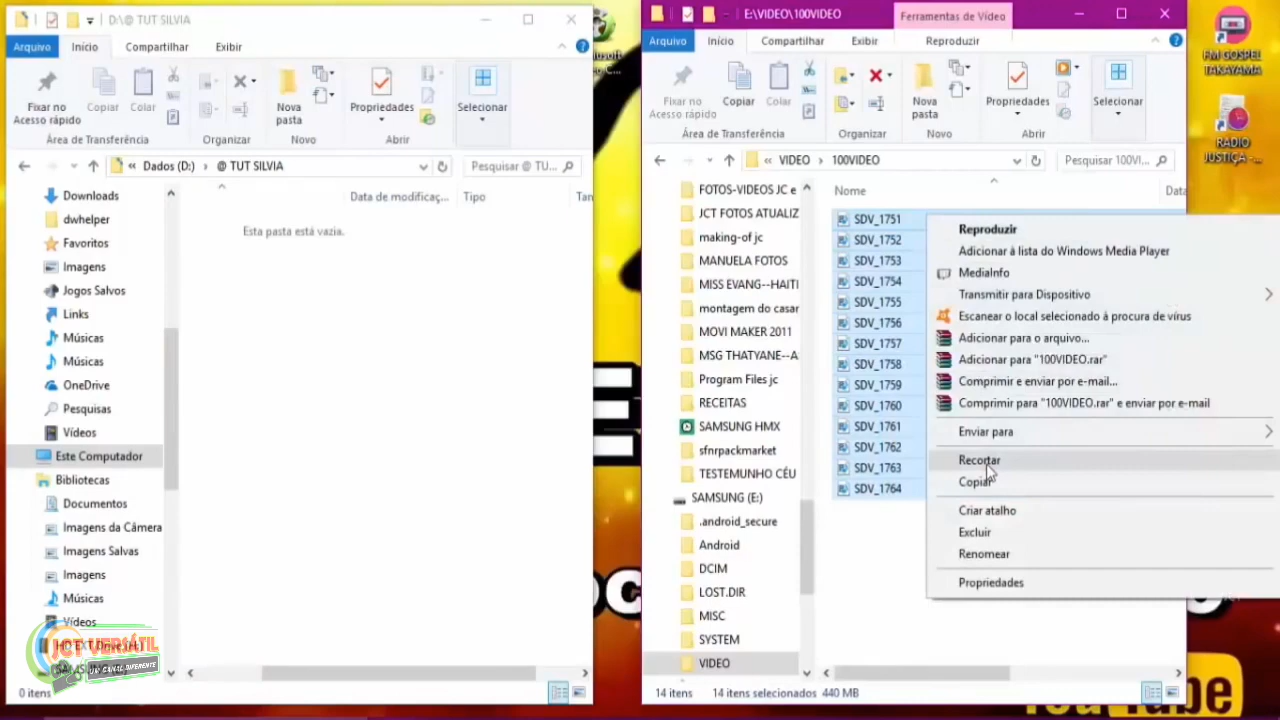 D:\@ TUT SILVIA
Arquivo Início Compartilhar Exibir
Fixar no Acesso rápido
Copiar
Colar
Nova pasta
Propriedades
Selecionar
Área de Transferência Organizar Novo Abrir
« Dados (D:) › @ TUT SILVIA
Pesquisar @ TU...
Data de modificaç... Tipo Tan
Esta pasta está vazia.
Downloads
dwhelper
Favoritos
Imagens
Jogos Salvos
Links
Músicas
Músicas
OneDrive
Pesquisas
Vídeos
Este Computador
Bibliotecas
Documentos
Imagens da Câmera
Imagens Salvas
Imagens
Músicas
Vídeos
JCT VERSÁTIL
UM CANAL DIFERENTE
0 itens
E:\VIDEO\100VIDEO
Ferramentas de Vídeo
Arquivo Início Compartilhar Exibir Reproduzir
Fixar no Acesso rápido
Copiar
Colar
Nova pasta
Propriedades
Selecionar
Área de Transferência Organizar Novo Abrir
« VIDEO › 100VIDEO
Pesquisar 100VI...
Nome Data
FOTOS-VIDEOS JC e
JCT FOTOS ATUALIZ
making-of jc
MANUELA FOTOS
MISS EVANG--HAITI
montagem do casar
MOVI MAKER 2011
MSG THATYANE--A
Program Files jc
RECEITAS
SAMSUNG HMX
sfnrpackmarket
TESTEMUNHO CÉU
SAMSUNG (E:)
.android_secure
Android
DCIM
LOST.DIR
MISC
SYSTEM
VIDEO
SDV_1751
SDV_1752
SDV_1753
SDV_1754
SDV_1755
SDV_1756
SDV_1757
SDV_1758
SDV_1759
SDV_1760
SDV_1761
SDV_1762
SDV_1763
SDV_1764
Reproduzir
Adicionar à lista do Windows Media Player
MediaInfo
Transmitir para Dispositivo
Escanear o local selecionado à procura de vírus
Adicionar para o arquivo...
Adicionar para "100VIDEO.rar"
Comprimir e enviar por e-mail...
Comprimir para "100VIDEO.rar" e enviar por e-mail
Enviar para
Recortar
Copiar
Criar atalho
Excluir
Renomear
Propriedades
14 itens 14 itens selecionados 440 MB
FM GOSPEL
TAKAYAMA
RADIO
JUSTIÇA -...